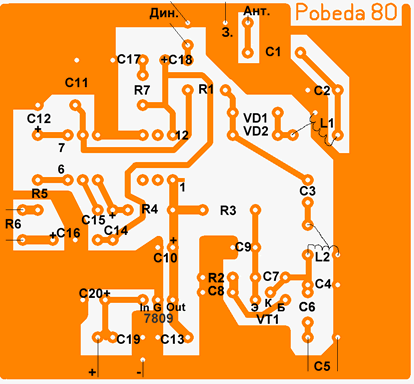 Дин.
Ант.
Pobeda 80
З.
C1
C17
+C18
C11
R7
R1
C2
C12
+
VD1
VD2
L1
7
12
6
1
R5
C3
R6
C15
+
R4
R3
C16
+
C14
+
C10
C9
L2
R2
C7
C8
C4
C20+
In G Out
Э
К
Б
C6
7809
VT1
C19
C13
C5
+
-